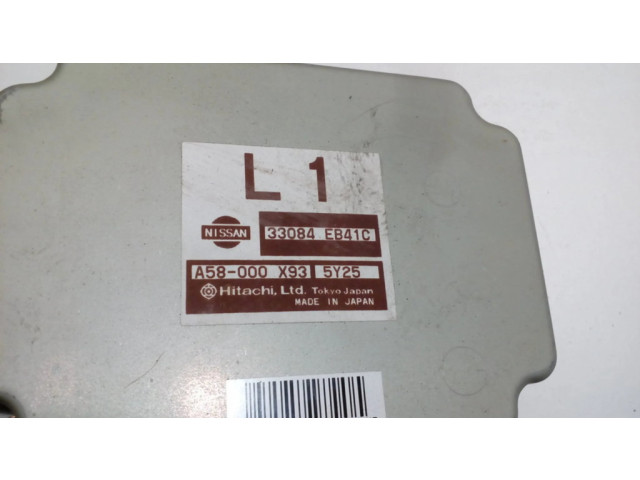 L 1
NISSAN 33084 EB41C
A58-000 X93 5Y25
Hitachi, Ltd. Tokyo Japan
MADE IN JAPAN